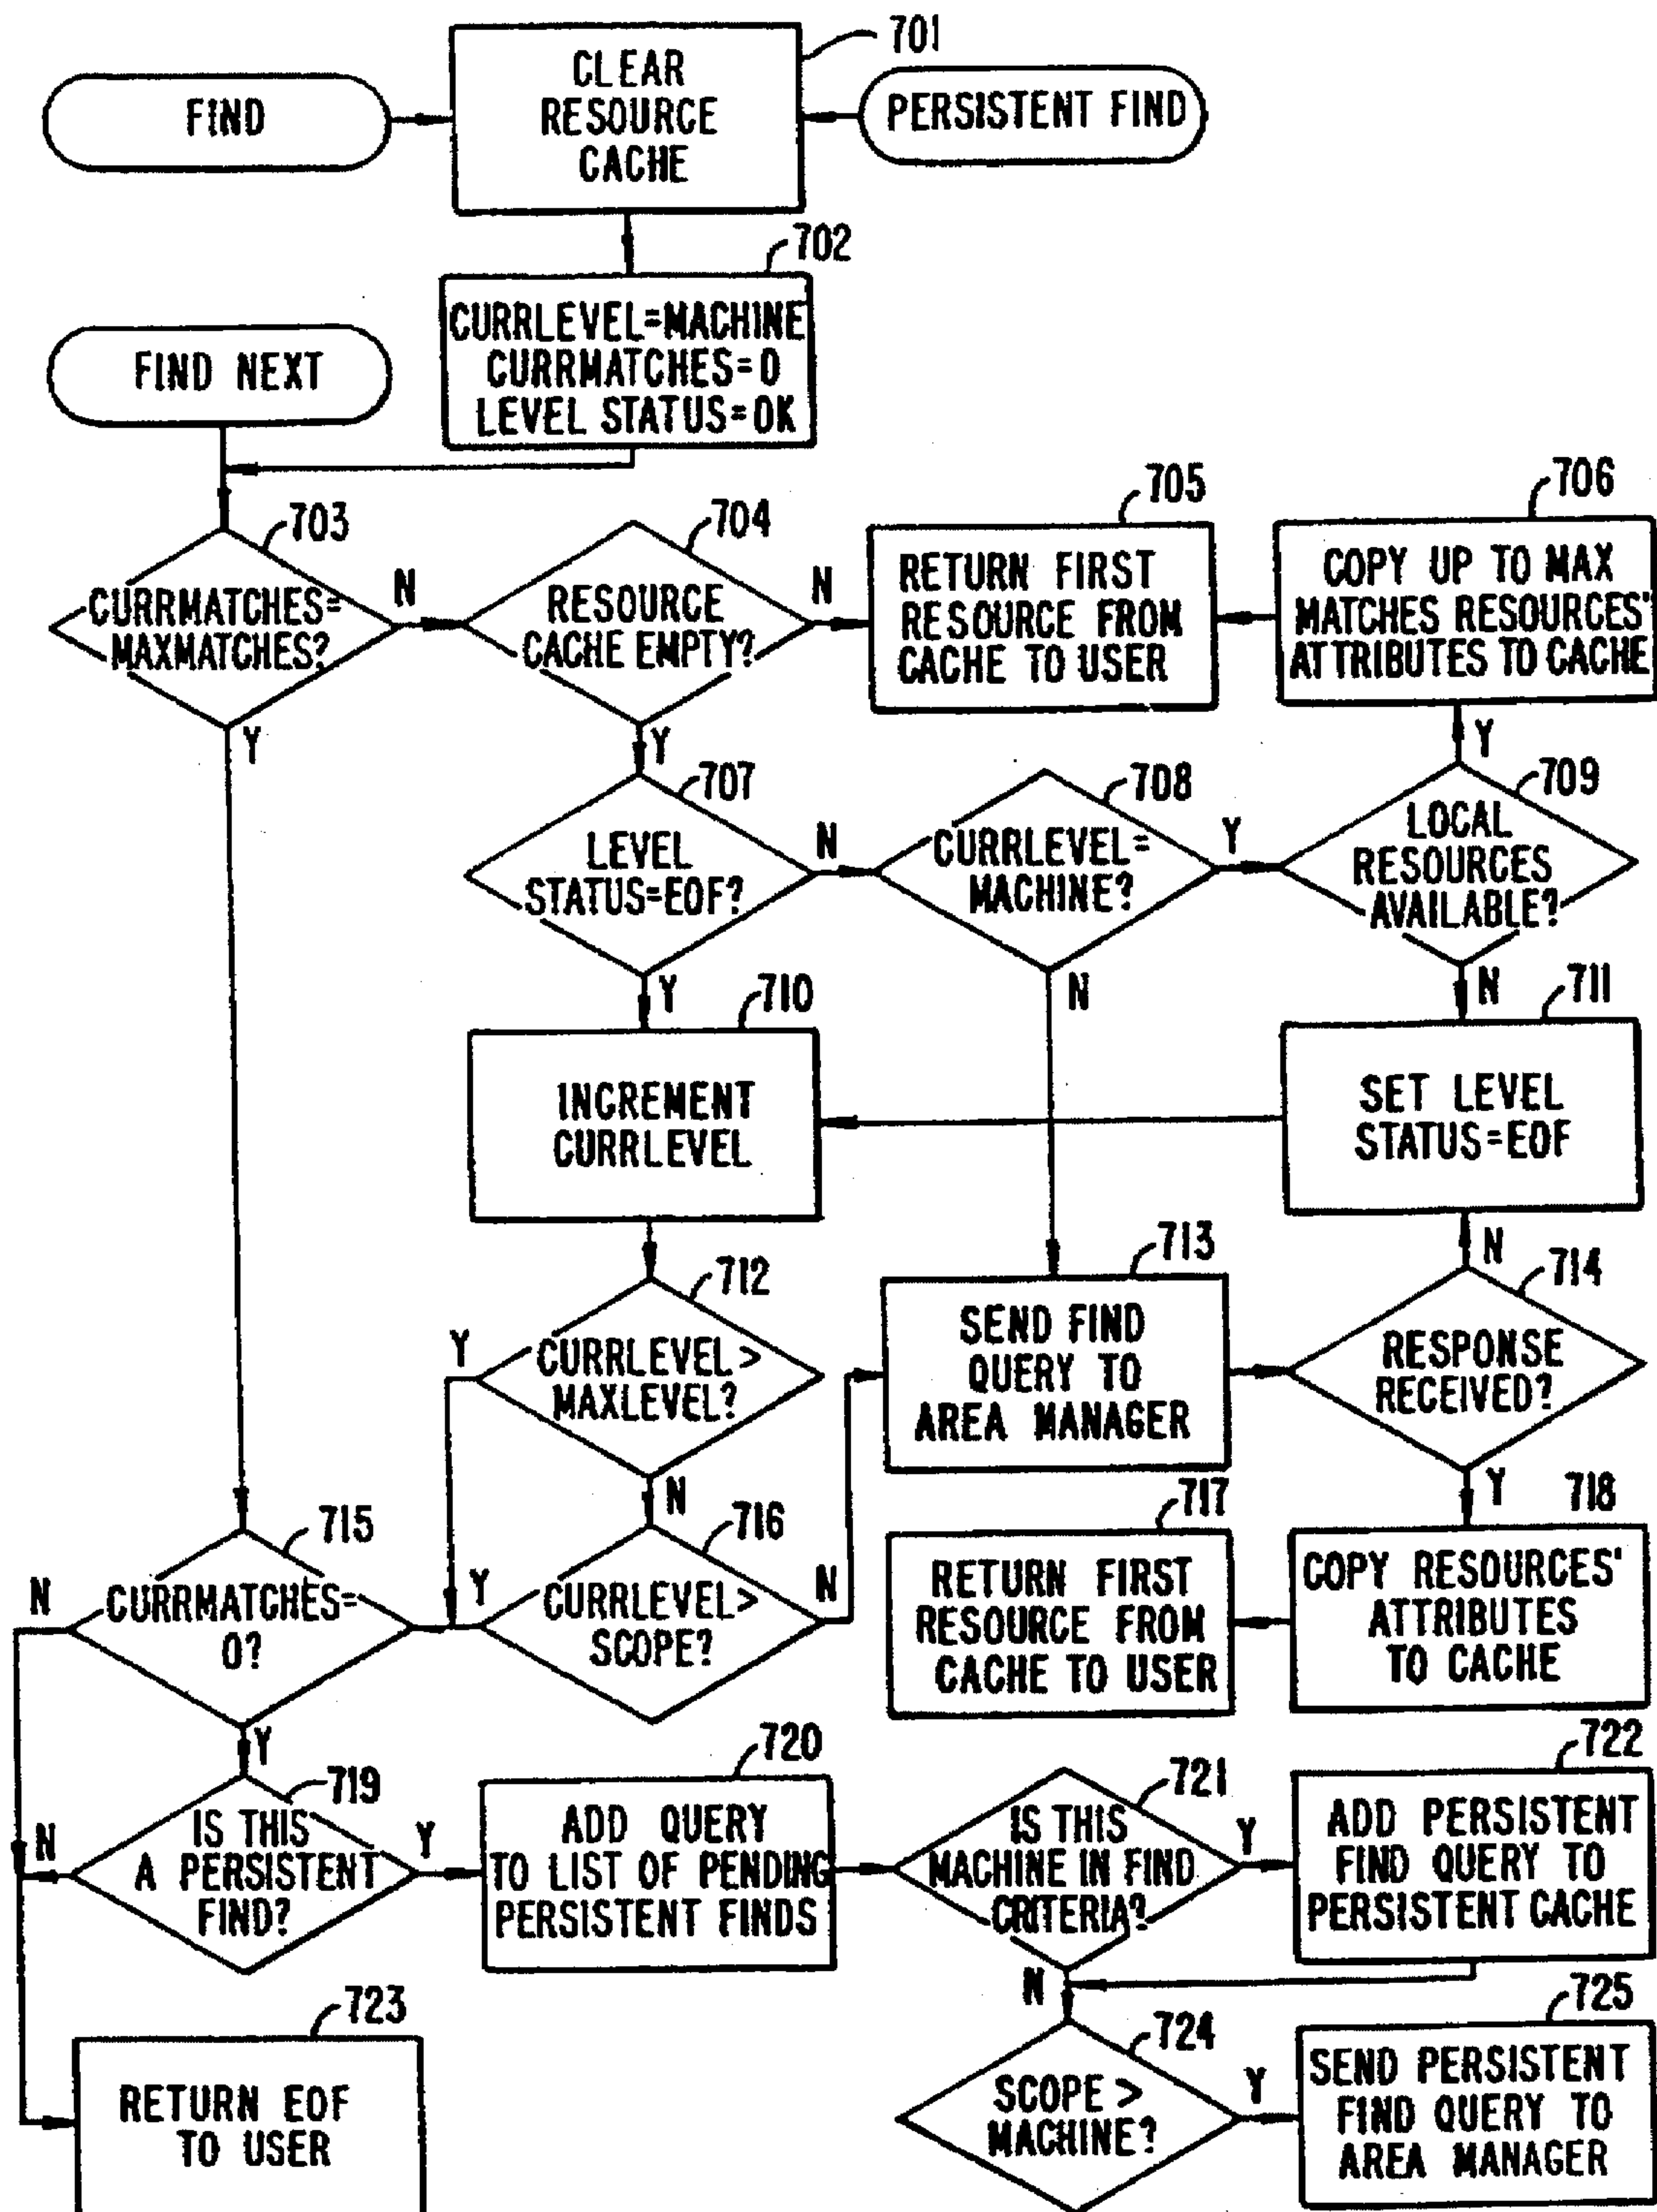 701
CLEAR
RESOURCE
CACHE
FIND
PERSISTENT FIND
702
CURRLEVEL=MACHINE
CURRMATCHES=0
LEVEL STATUS=OK
FIND NEXT
703
CURRMATCHES=
MAXMATCHES?
N
Y
704
RESOURCE
CACHE EMPTY?
N
Y
705
RETURN FIRST
RESOURCE FROM
CACHE TO USER
706
COPY UP TO MAX
MATCHES RESOURCES'
ATTRIBUTES TO CACHE
707
LEVEL
STATUS=EOF?
N
Y
708
CURRLEVEL=
MACHINE?
Y
N
709
LOCAL
RESOURCES
AVAILABLE?
Y
N
710
INCREMENT
CURRLEVEL
711
SET LEVEL
STATUS=EOF
712
CURRLEVEL>
MAXLEVEL?
Y
N
713
SEND FIND
QUERY TO
AREA MANAGER
714
RESPONSE
RECEIVED?
N
Y
715
CURRMATCHES=
0?
N
Y
716
CURRLEVEL>
SCOPE?
Y
N
717
RETURN FIRST
RESOURCE FROM
CACHE TO USER
718
COPY RESOURCES'
ATTRIBUTES
TO CACHE
719
IS THIS
A PERSISTENT
FIND?
N
Y
720
ADD QUERY
TO LIST OF PENDING
PERSISTENT FINDS
721
IS THIS
MACHINE IN FIND
CRITERIA?
Y
N
722
ADD PERSISTENT
FIND QUERY TO
PERSISTENT CACHE
723
RETURN EOF
TO USER
724
SCOPE >
MACHINE?
Y
725
SEND PERSISTENT
FIND QUERY TO
AREA MANAGER